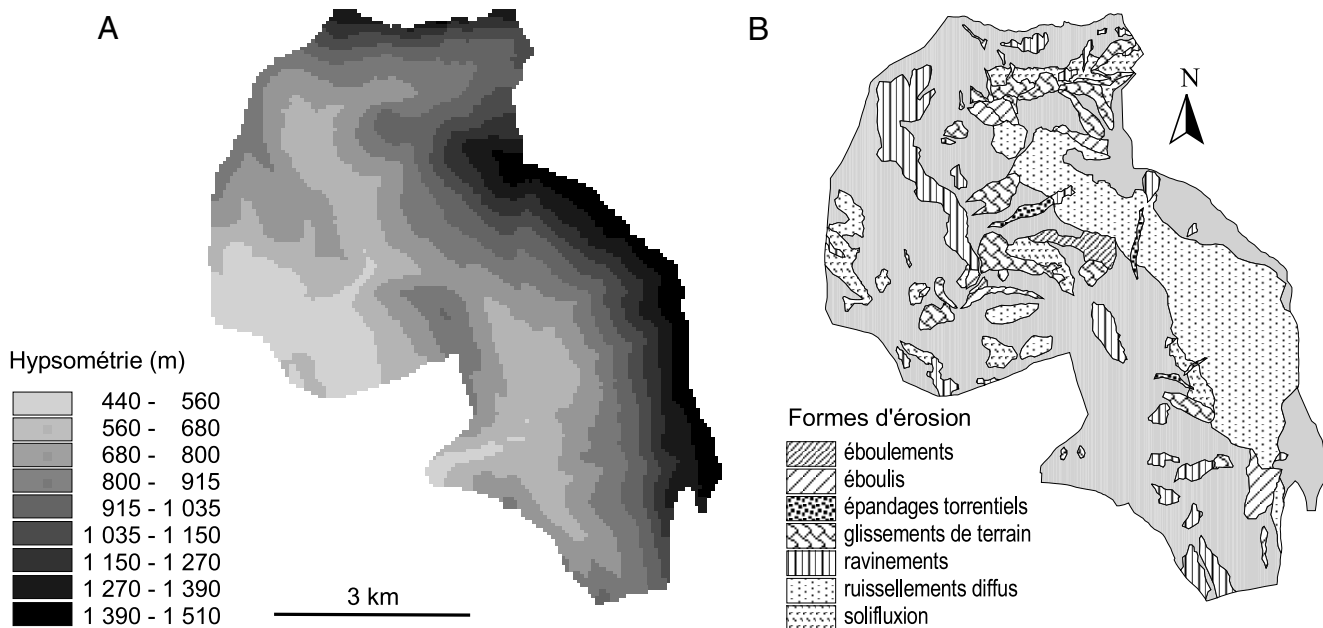 A
B
N
Hypsométrie (m)
440 - 560
560 - 680
680 - 800
800 - 915
915 - 1 035
1 035 - 1 150
1 150 - 1 270
1 270 - 1 390
1 390 - 1 510
3 km
Formes d'érosion
éboulements
éboulis
épandages torrentiels
glissements de terrain
ravinements
ruissellements diffus
solifluxion